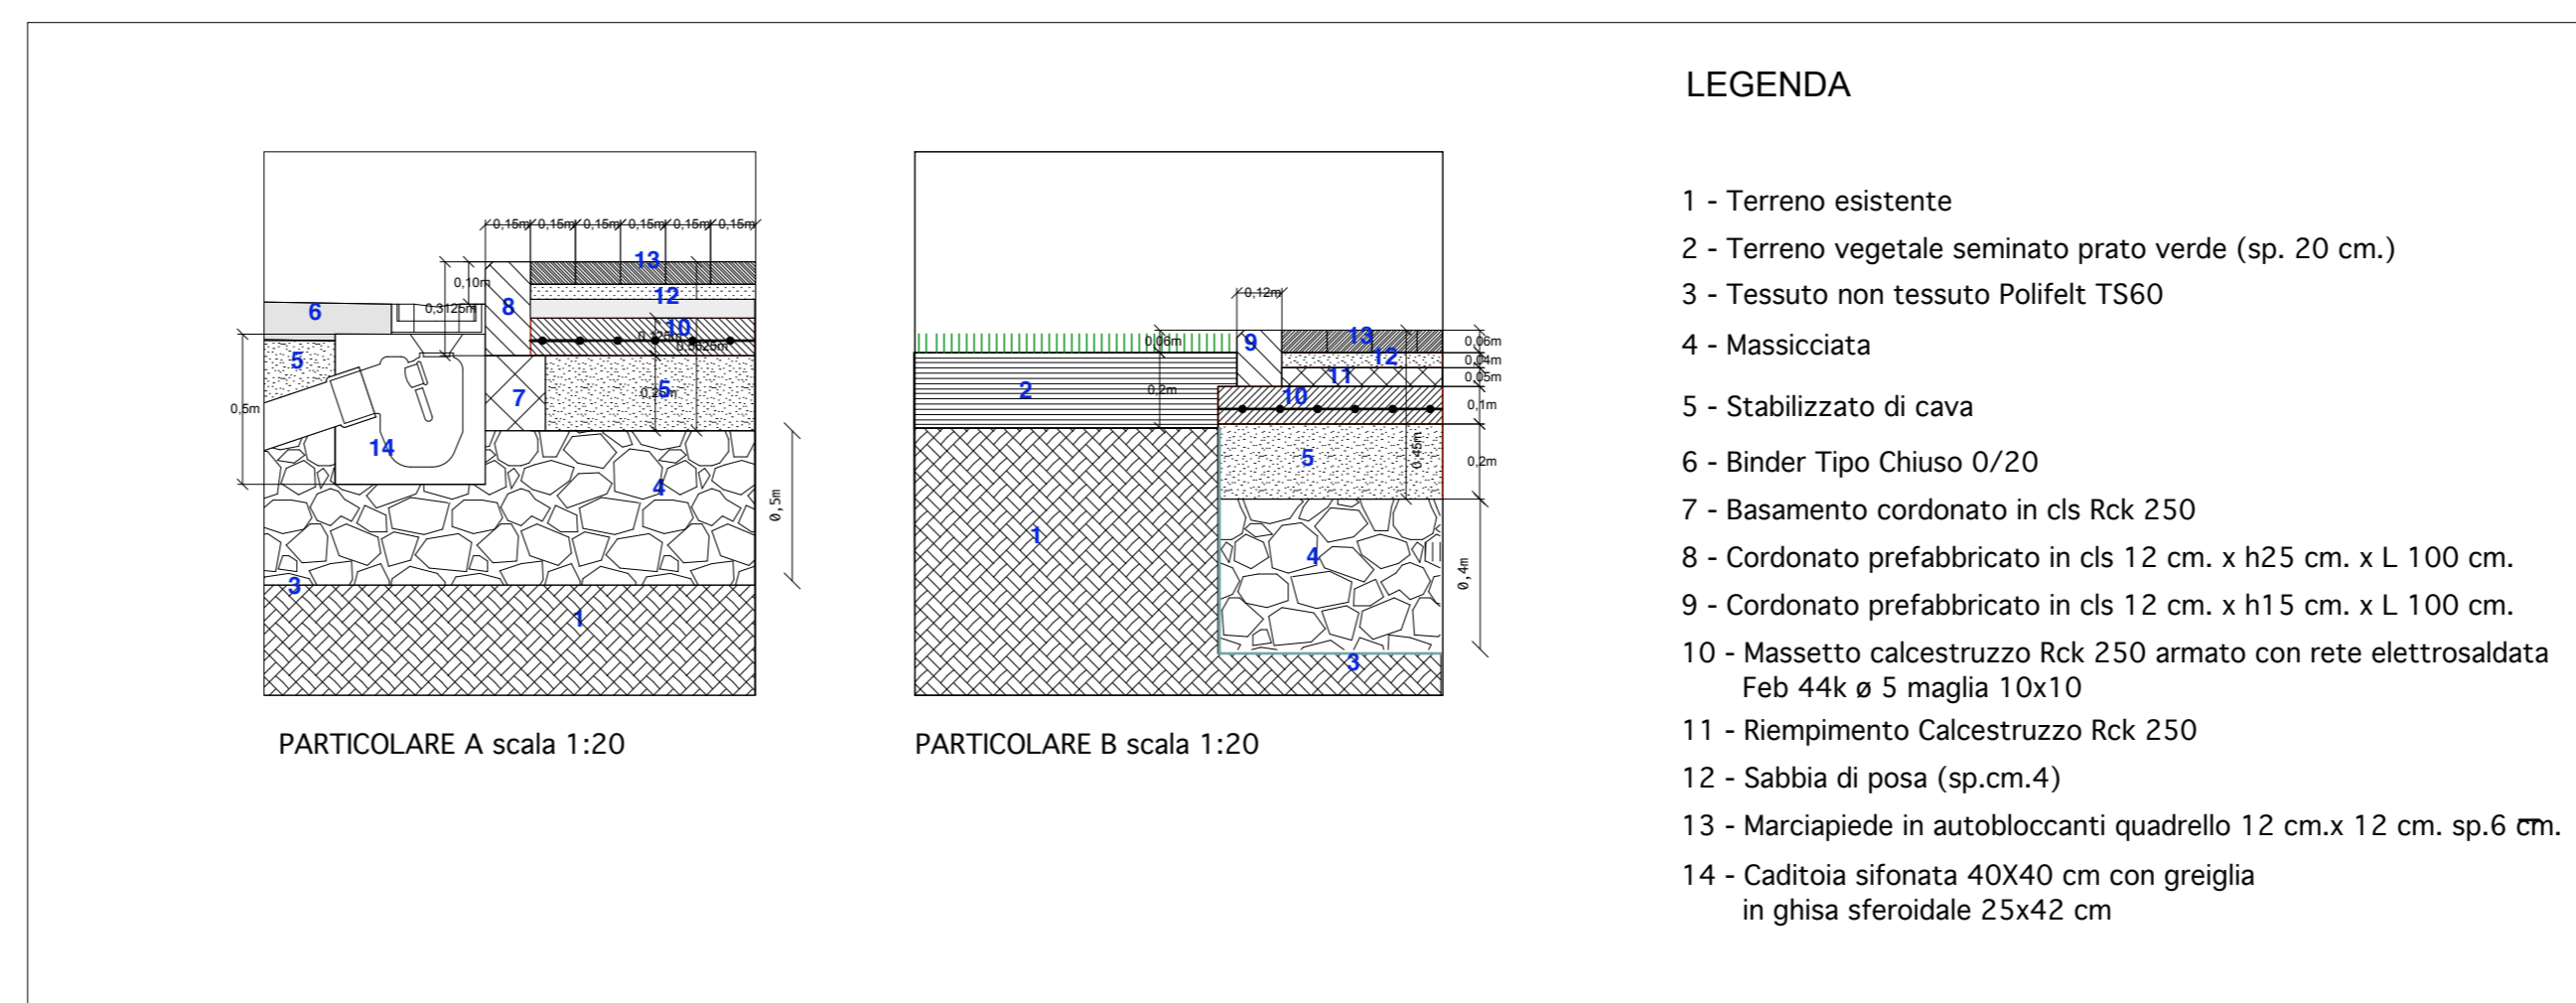 LEGENDA
0,15m 0,15m 0,15m 0,15m 0,15m 0,15m
13
0,10m
12
8
0,3125m
6
10
5
5
7
0,5m
14
4
0,5m
3
1
PARTICOLARE A scala 1:20
0,12m
0,06m
9
13
0,06m
12
0,04m
11
0,05m
2
0,2m
10
0,1m
0,45m
5
0,2m
1
4
0,4m
3
PARTICOLARE B scala 1:20
1 - Terreno esistente
2 - Terreno vegetale seminato prato verde (sp. 20 cm.)
3 - Tessuto non tessuto Polifelt TS60
4 - Massicciata
5 - Stabilizzato di cava
6 - Binder Tipo Chiuso 0/20
7 - Basamento cordonato in cls Rck 250
8 - Cordonato prefabbricato in cls 12 cm. x h25 cm. x L 100 cm.
9 - Cordonato prefabbricato in cls 12 cm. x h15 cm. x L 100 cm.
10 - Massetto calcestruzzo Rck 250 armato con rete elettrosaldata
Feb 44k ø 5 maglia 10x10
11 - Riempimento Calcestruzzo Rck 250
12 - Sabbia di posa (sp.cm.4)
13 - Marciapiede in autobloccanti quadrello 12 cm.x 12 cm. sp.6 cm.
14 - Caditoia sifonata 40X40 cm con greiglia
in ghisa sferoidale 25x42 cm